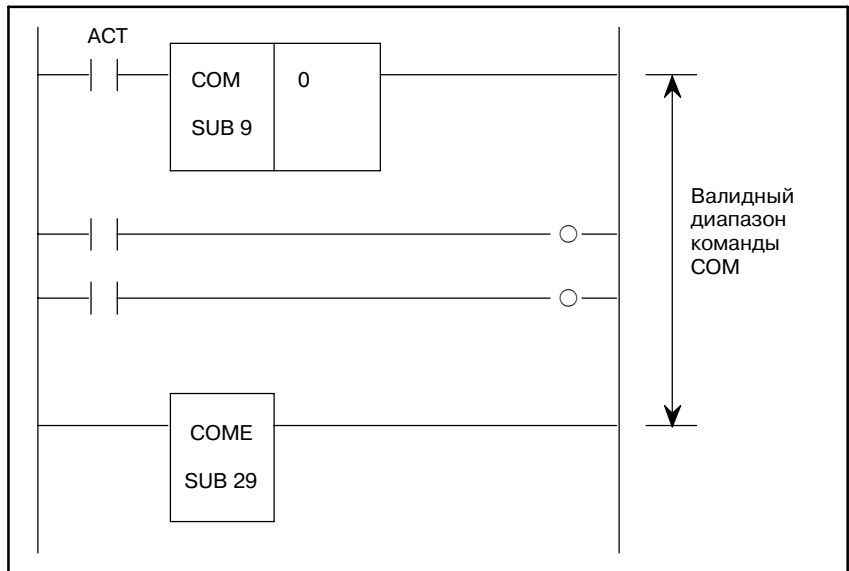 ACT
COM 0
SUB 9
Валидный
диапазон
команды
COM
COME
SUB 29